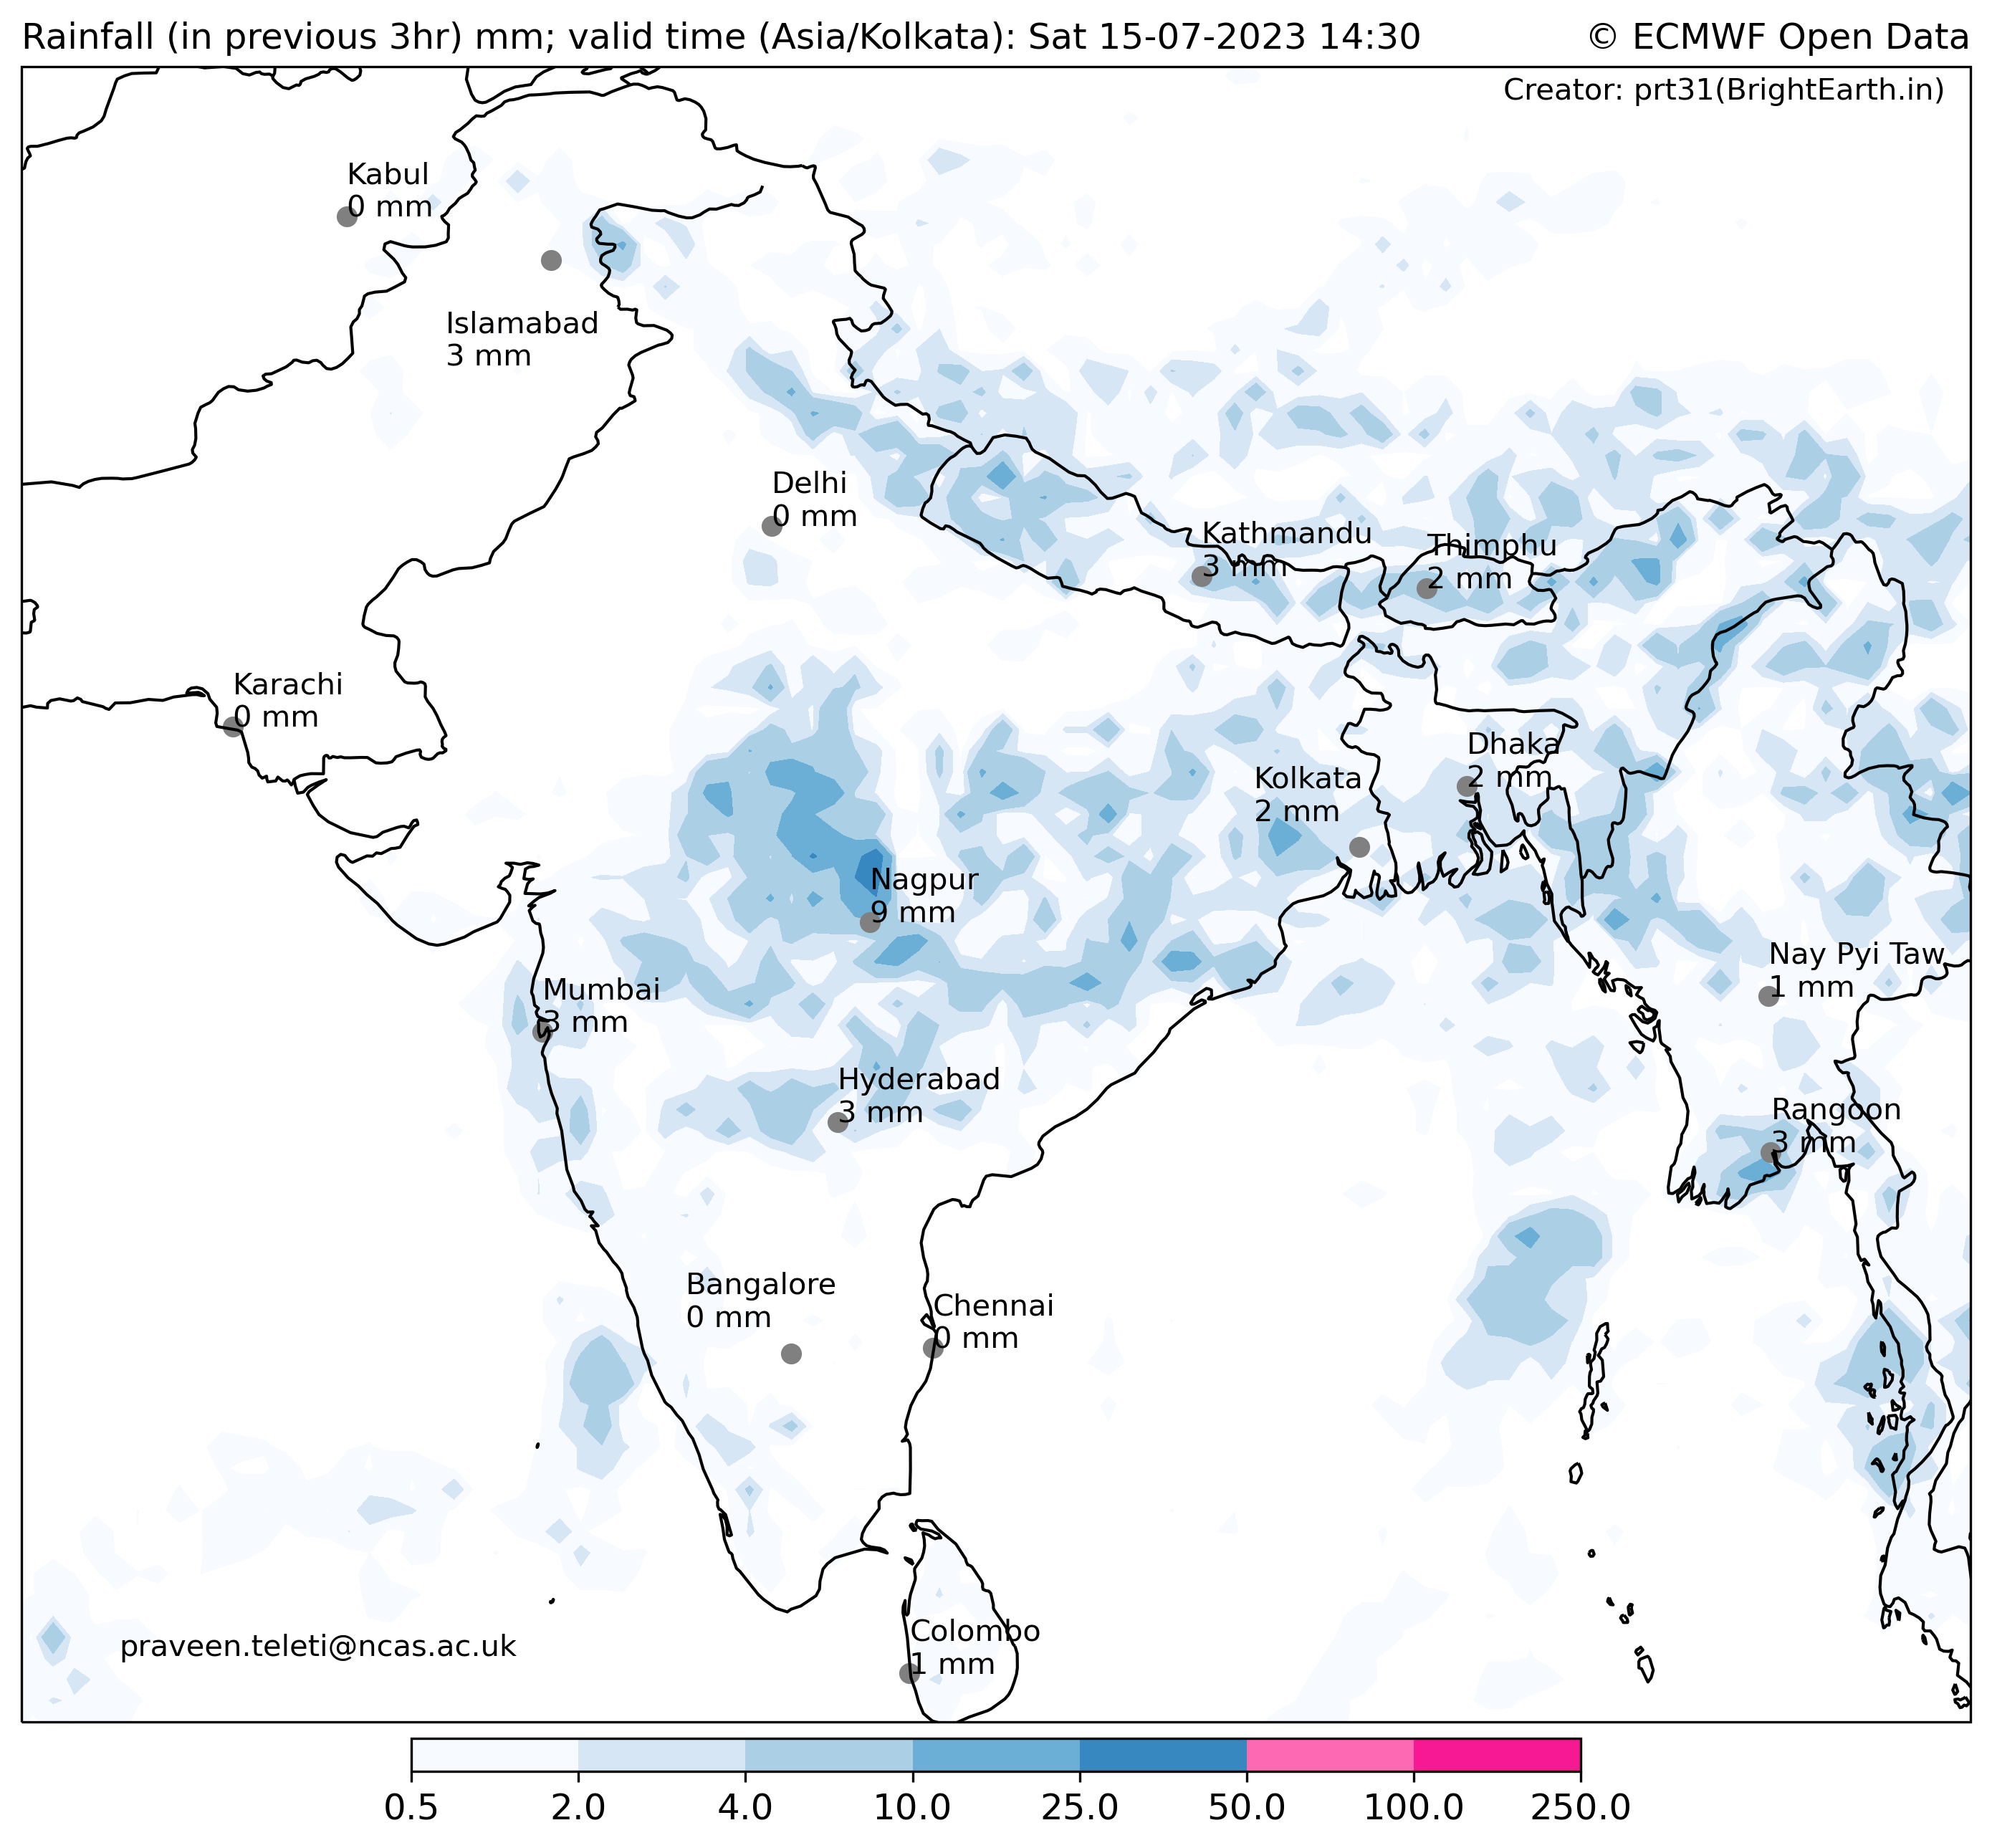 Rainfall (in previous 3hr) mm; valid time (Asia/Kolkata): Sat 15-07-2023 14:30
© ECMWF Open Data
Creator: prt31(BrightEarth.in)
Kabul
0 mm
Islamabad
3 mm
Delhi
0 mm
Kathmandu
3 mm
Thimphu
2 mm
Karachi
0 mm
Dhaka
2 mm
Kolkata
2 mm
Nagpur
9 mm
Nay Pyi Taw
1 mm
Mumbai
3 mm
Hyderabad
3 mm
Rangoon
3 mm
Bangalore
0 mm
Chennai
0 mm
Colombo
1 mm
praveen.teleti@ncas.ac.uk
0.5 2.0 4.0 10.0 25.0 50.0 100.0 250.0